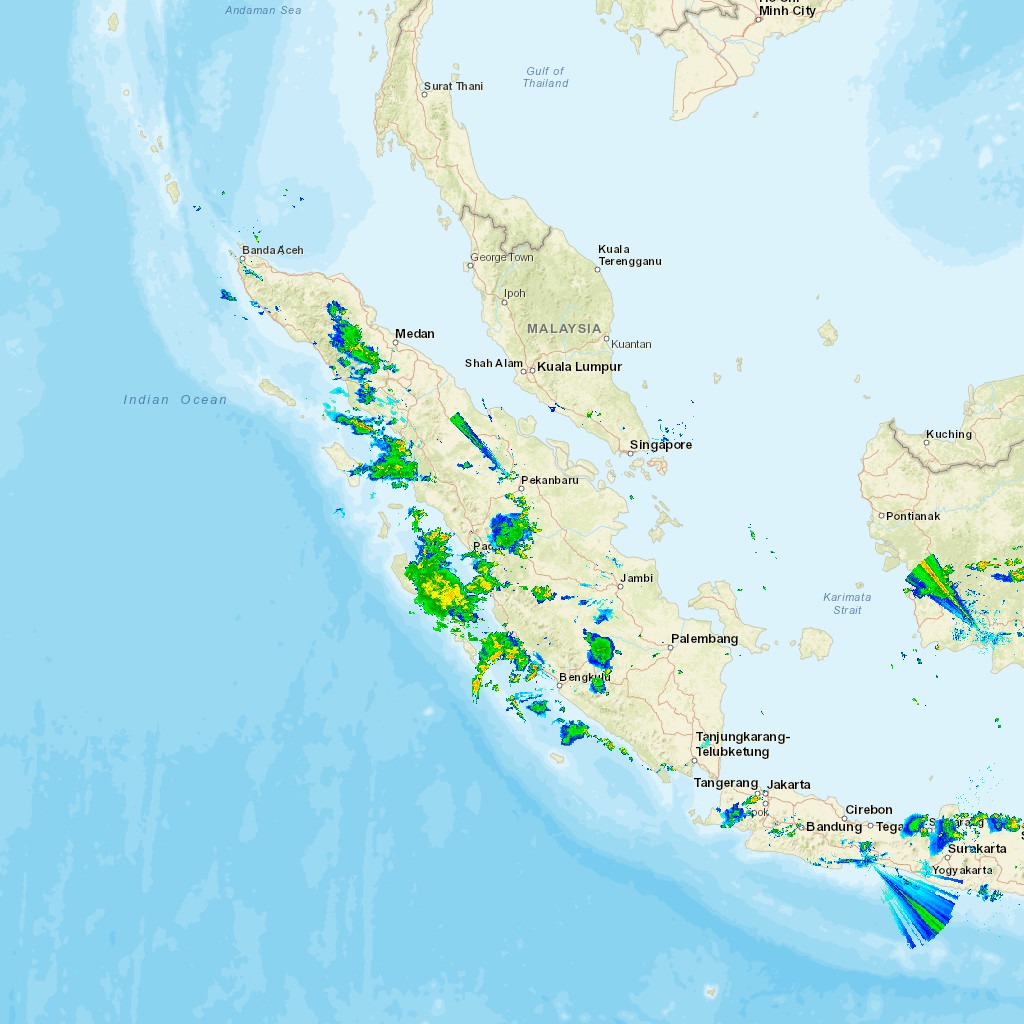 Andaman Sea
Minh City
Gulf of
Thailand
Surat Thani
Banda Aceh
George Town
Kuala
Terengganu
Ipoh
MALAYSIA
Medan
Kuantan
Shah Alam
Kuala Lumpur
Indian Ocean
Singapore
Kuching
Pekanbaru
Pontianak
Jambi
Karimata
Strait
Palembang
Bengkulu
Tanjungkarang-
Telubketung
Tangerang
Jakarta
Cirebon
Bandung
Surakarta
Yogyakarta